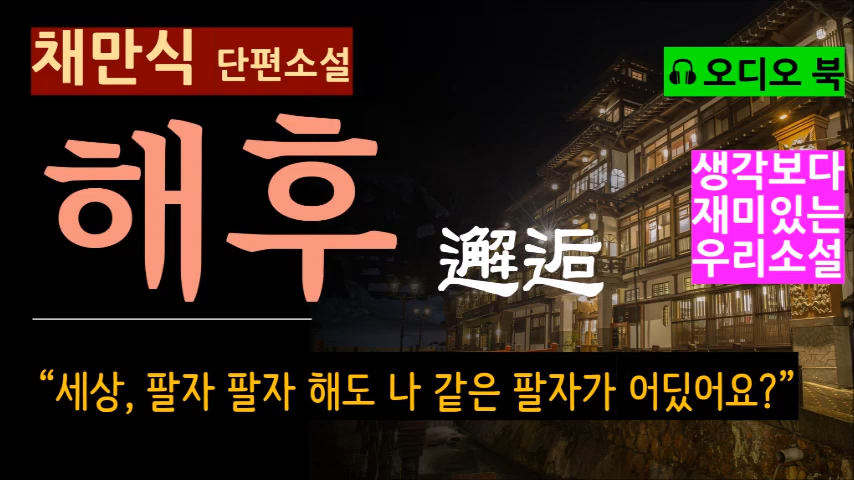 채만식 단편소설
오디오 북
해후
邂逅
생각보다
재미있는
우리소설
“세상, 팔자 팔자 해도 나 같은 팔자가 어딨어요?”